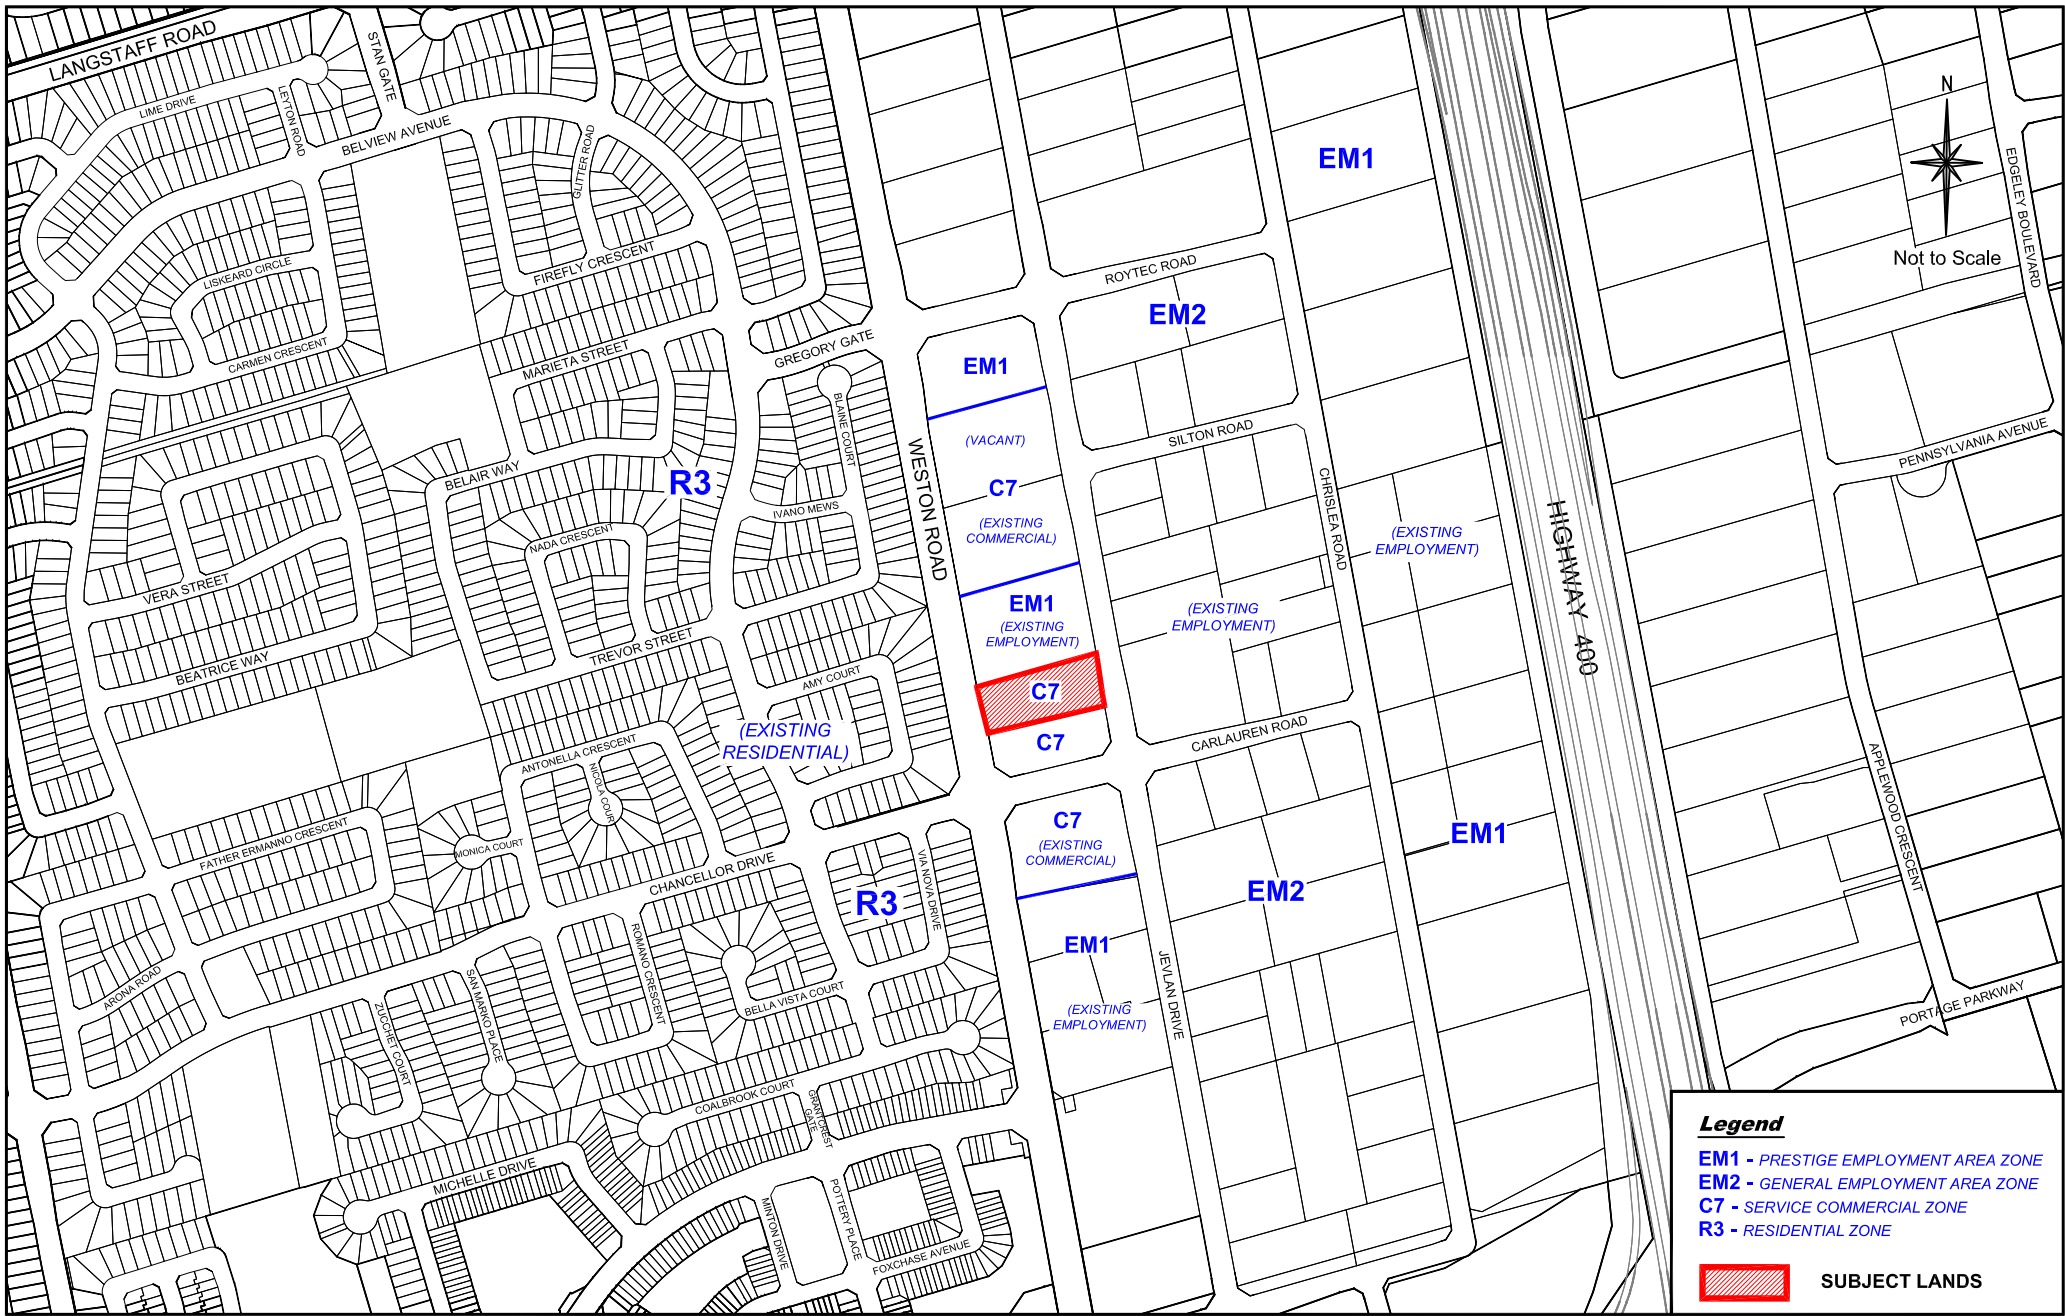 LANGSTAFF ROAD
STAN GATE
LIME DRIVE
LEYTON ROAD
BELVIEW AVENUE
GLITTER ROAD
LISKEARD CIRCLE
FIREFLY CRESCENT
CARMEN CRESCENT
MARIETA STREET
GREGORY GATE
BLAINE COURT
BELAIR WAY
R3
IVANO MEWS
NADA CRESCENT
VERA STREET
TREVOR STREET
BEATRICE WAY
AMY COURT
(EXISTING
RESIDENTIAL)
ANTONELLA CRESCENT
NICOLA COURT
FATHER ERMANNO CRESCENT
MONICA COURT
CHANCELLOR DRIVE
VIA NOVA DRIVE
R3
ROMANO CRESCENT
ARONA ROAD
SAN MARKO PLACE
ZUCCHET COURT
BELLA VISTA COURT
COALBROOK COURT
GRANTCREST
GATE
MICHELLE DRIVE
MINTON DRIVE
POTTERY PLACE
FOXCHASE AVENUE
WESTON ROAD
EM1
ROYTEC ROAD
EM2
EM1
(VACANT)
SILTON ROAD
C7
(EXISTING
COMMERCIAL)
CHRISLEA ROAD
(EXISTING
EMPLOYMENT)
EM1
(EXISTING
EMPLOYMENT)
(EXISTING
EMPLOYMENT)
C7
C7
CARLAUREN ROAD
C7
(EXISTING
COMMERCIAL)
EM1
EM2
EM1
(EXISTING
EMPLOYMENT)
JEVLAN DRIVE
HIGHWAY 400
N
Not to Scale
EDGELEY BOULEVARD
PENNSYLVANIA AVENUE
APPLEWOOD CRESCENT
PORTAGE PARKWAY
Legend
EM1 - PRESTIGE EMPLOYMENT AREA ZONE
EM2 - GENERAL EMPLOYMENT AREA ZONE
C7 - SERVICE COMMERCIAL ZONE
R3 - RESIDENTIAL ZONE
SUBJECT LANDS